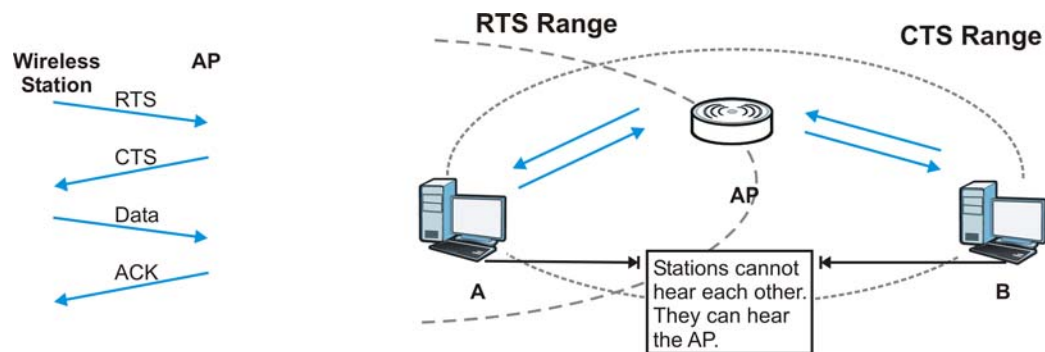 Wireless
Station
AP
RTS
CTS
Data
ACK
RTS Range
CTS Range
AP
A
B
Stations cannot
hear each other.
They can hear
the AP.